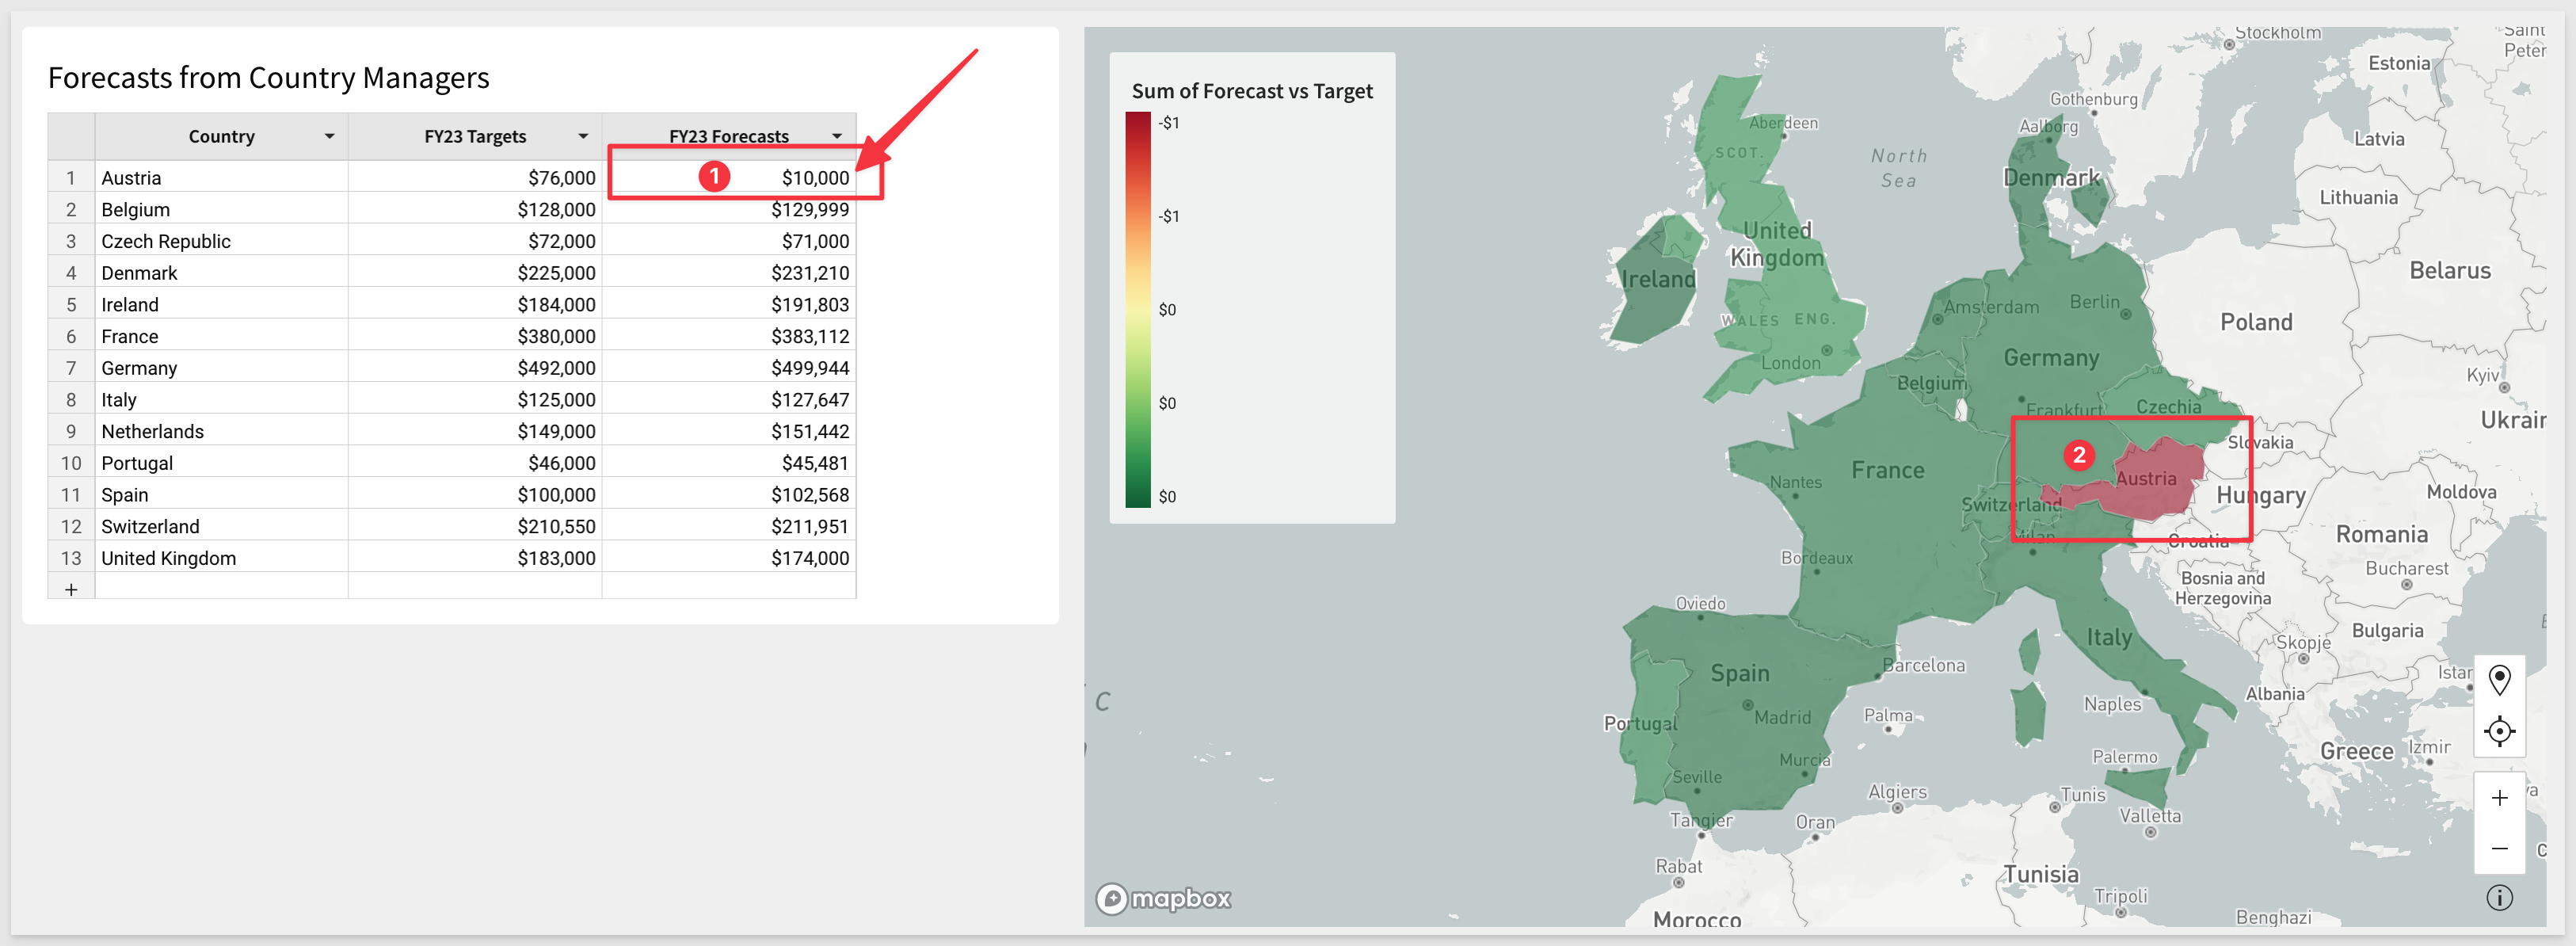 Forecasts from Country Managers
Country FY23 Targets FY23 Forecasts
1 Austria $76,000 1 $10,000
2 Belgium $128,000 $129,999
3 Czech Republic $72,000 $71,000
4 Denmark $225,000 $231,210
5 Ireland $184,000 $191,803
6 France $380,000 $383,112
7 Germany $492,000 $499,944
8 Italy $125,000 $127,647
9 Netherlands $149,000 $151,442
10 Portugal $46,000 $45,481
11 Spain $100,000 $102,568
12 Switzerland $210,550 $211,951
13 United Kingdom $183,000 $174,000
+
Sum of Forecast vs Target
-$1
-$1
$0
$0
$0
Stockholm
Saint
Peter
Estonia
Gothenburg
Aberdeen
Aalborg
Latvia
SCOT.
North
Sea
Denmark
Lithuania
United
Kingdom
Ireland
Belarus
Amsterdam
Berlin
WALES ENG.
Poland
London
Germany
Kyiv
Belgium
Frankfurt
Czechia
Ukrair
Slovakia
2
France
Austria
Nantes
Switzerland
Hungary
Moldova
Milan
Croatia
Romania
Bordeaux
Bucharest
Bosnia and
Herzegovina
Oviedo
Italy
Bulgaria
Skopje
Barcelona
Spain
Istar
Albania
C
Portugal
Madrid
Palma
Naples
Greece
Izmir
Murcia
Palermo
Seville
Algiers
Tunis
va
+
Tangier
Oran
Valletta
−
Rabat
Tunisia
mapbox
Tripoli
i
Morocco
Benghazi